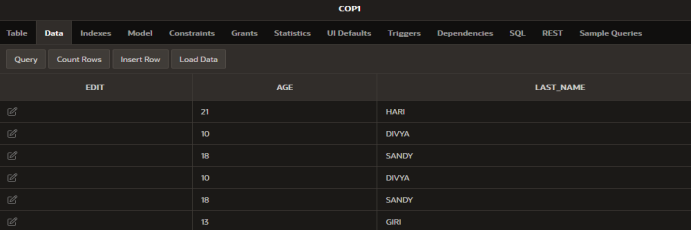 COP1
Table Data Indexes Model Constraints Grants Statistics UI Defaults Triggers Dependencies SQL REST Sample Queries
Query Count Rows Insert Row Load Data
EDIT AGE LAST_NAME
21 HARI
10 DIVYA
18 SANDY
10 DIVYA
18 SANDY
13 GIRI